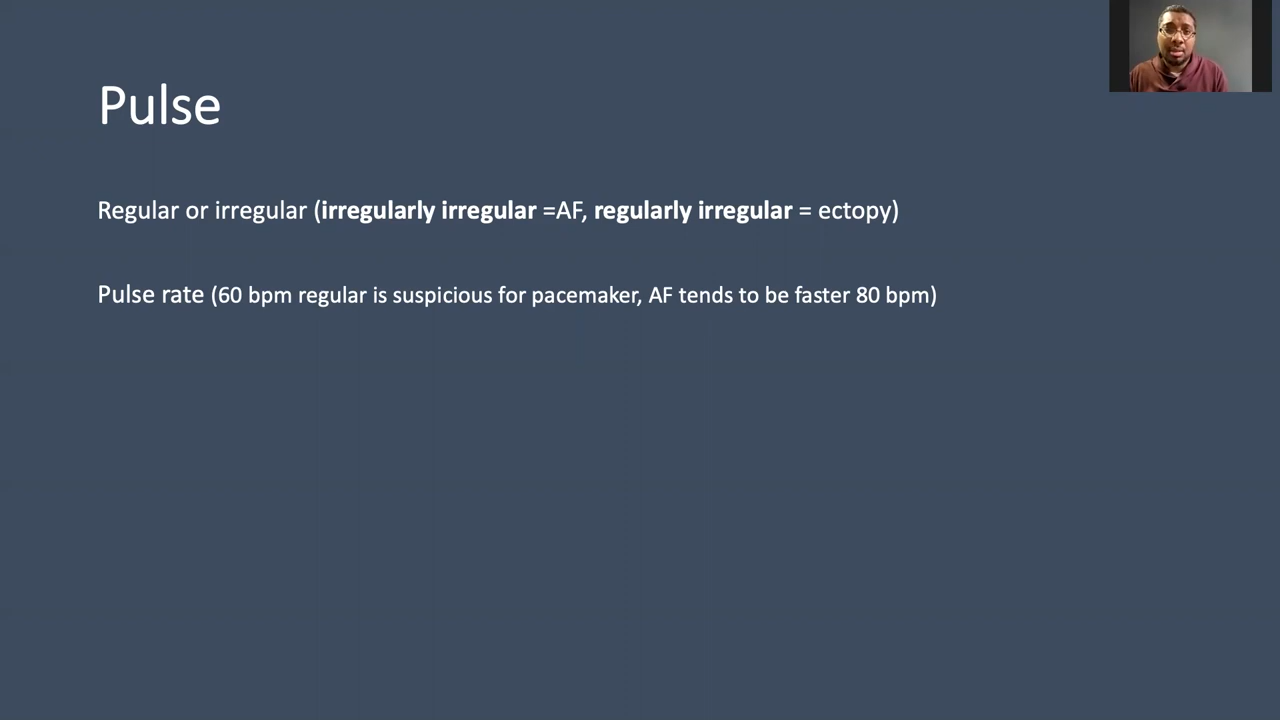 Pulse
Regular or irregular (irregularly irregular =AF, regularly irregular = ectopy)
Pulse rate (60 bpm regular is suspicious for pacemaker, AF tends to be faster 80 bpm)